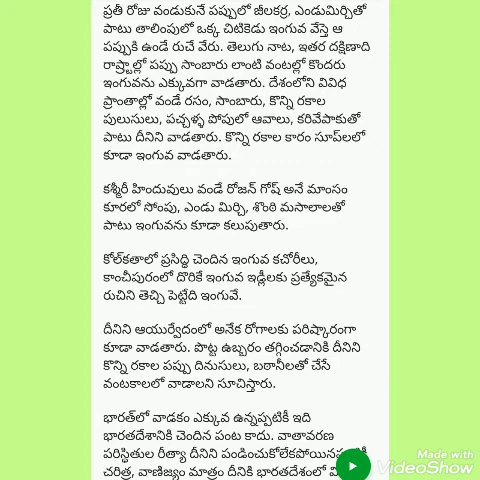 ప్రతీ రోజు వండుకునే పప్పులో జీలకర్ర, ఎండుమిర్చితో
పాటు తాలింపులో ఒక్క చిటికెడు ఇంగువ వేస్తె ఆ
పప్పుకి ఉండే రుచే వేరు. తెలుగు నాట, ఇతర దక్షిణాది
రాష్ట్రాల్లో పప్పు సాంబారు లాంటి వంటల్లో కొందరు
ఇంగువను ఎక్కువగా వాడతారు. దేశంలోని వివిధ
ప్రాంతాల్లో వండే రసం, సాంబారు, కొన్ని రకాల
పులుసులు, పచ్చళ్ళ పోపులో ఆవాలు, కరివేపాకుతో
పాటు దీనిని వాడతరు. కొన్ని రకాల కారం సూప్‌లలో
కూడా ఇంగువ వాడతారు.
కశ్మీరీ హిందువులు వండే రోజన్ గోష్ అనే మాంసం
కూరలో సోంపు, ఎండు మిర్చి, శొంఠి మసాలాలతో
పాటు ఇంగువను కూడా కలుపుతారు.
కోల్‌కతాలో ప్రసిద్ధి చెందిన ఇంగువ కచోరీలు,
కాంచీపురంలో దొరికే ఇంగువ ఇడ్లీలకు ప్రత్యేకమైన
రుచిని తెచ్చి పెట్టేది ఇంగువే.
దీనిని ఆయుర్వేదంలో అనేక రోగాలకు పరిష్కారంగా
కూడా వాడతారు. పొట్ట ఉబ్బరం తగ్గించడానికి దీనిని
కొన్ని రకాల పప్పు దినుసులు, బఠానీలతో చేసే
వంటకాలలో వాడాలని సూచిస్తారు.
భారత్‌లో వాడకం ఎక్కువ ఉన్నప్పటికీ ఇది
భారతదేశానికి చెందిన పంట కాదు. వాతావరణ
పరిస్థితుల రీత్యా దీనిని పండించుకోలేకపోయిన
చరిత్ర, వాణిజ్యం మాత్రం దీనికి భారతదేశంలో
Made with
VideoShow